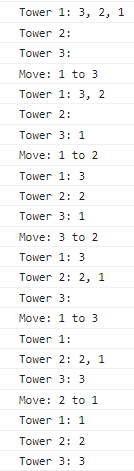 Tower 1: 3, 2, 1
Tower 2:
Tower 3:
Move: 1 to 3
Tower 1: 3, 2
Tower 2:
Tower 3: 1
Move: 1 to 2
Tower 1: 3
Tower 2: 2
Tower 3: 1
Move: 3 to 2
Tower 1: 3
Tower 2: 2, 1
Tower 3:
Move: 1 to 3
Tower 1:
Tower 2: 2, 1
Tower 3: 3
Move: 2 to 1
Tower 1: 1
Tower 2: 2
Tower 3: 3